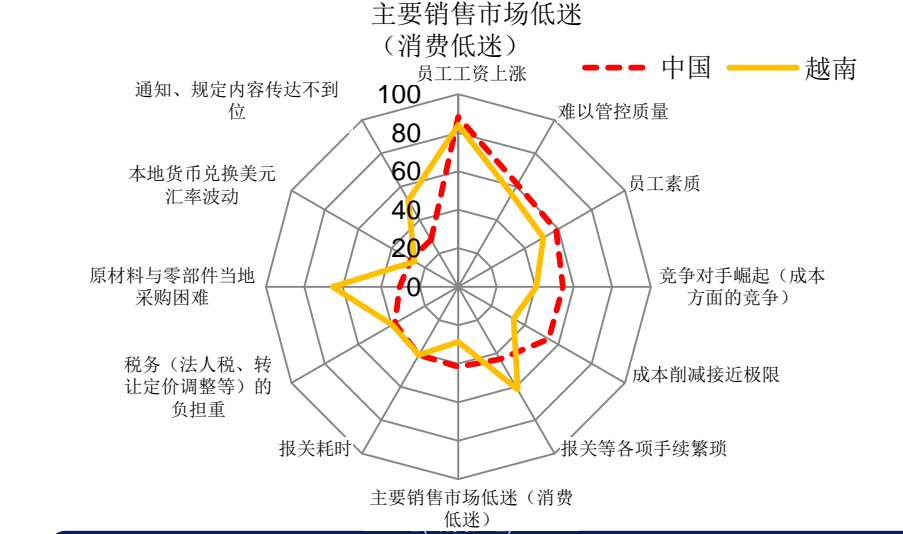 主要销售市场低迷
（消费低迷）
中国
越南
员工工资上涨
难以管控质量
员工素质
竞争对手崛起（成本
方面的竞争）
成本削减接近极限
报关等各项手续繁琐
主要销售市场低迷（消费
低迷）
报关耗时
税务（法人税、转
让定价调整等）的
负担重
原材料与零部件当地
采购困难
本地货币兑换美元
汇率波动
通知、规定内容传达不到
位
100
80
60
40
20
0